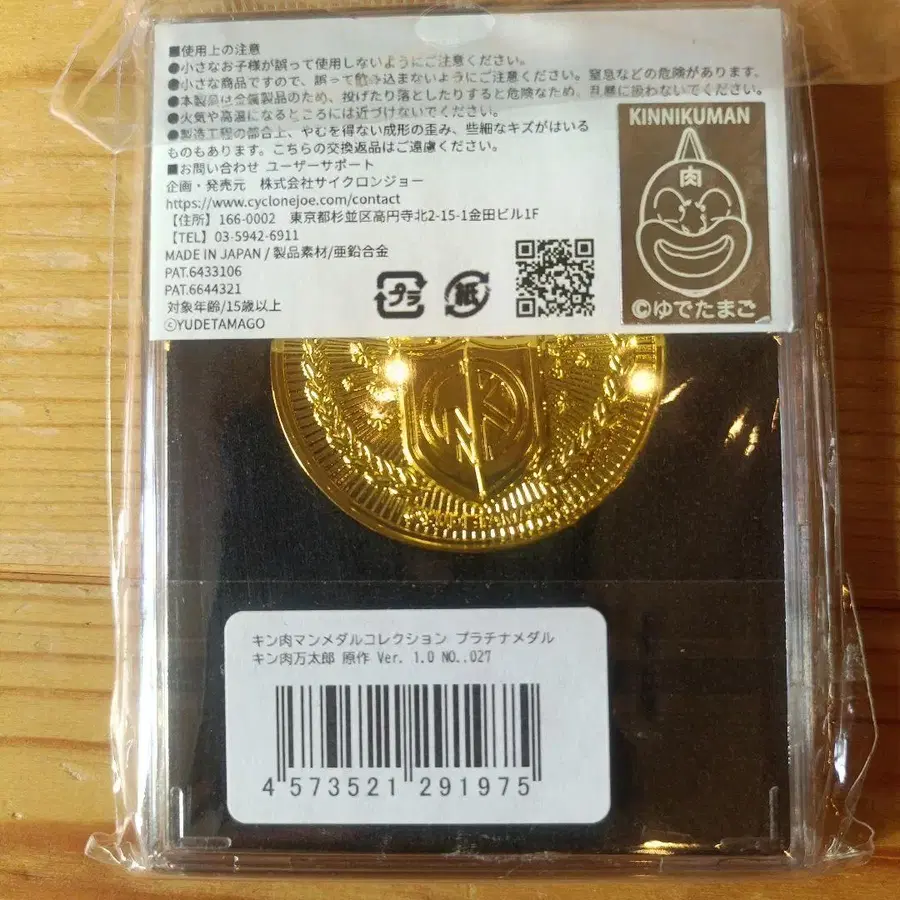 ■使用上の注意
●小さなお子様が誤って使用しないようにご注意ください。
●小さな商品ですので、誤って飲み込まないようにご注意ください。窒息などの危険があります。
●本製品は金属製品のため、投げたり落としたりすると危険なため、乱暴に扱わないでください。
●火気や高温になるところには近づけないでください。
●製造工程の都合上、やむを得ない成形の歪み、些細なキズがはいる
ものもあります。こちらの交換返品はご遠慮ください。
■お問い合わせ ユーザーサポート
企画・発売元　株式会社サイクロンジョー
https://www.cyclonejoe.com/contact
【住所】166-0002　東京都杉並区高円寺北2-15-1金田ビル1F
【TEL】03-5942-6911
MADE IN JAPAN / 製品素材/亜鉛合金
PAT.6433106
PAT.6644321
対象年齢/15歳以上
©YUDETAMAGO
プラ
紙
KINNIKUMAN
肉
©ゆでたまご
キン肉マンメダルコレクション プラチナメダル
キン肉万太郎 原作 Ver. 1.0 NO..027
4 573521 291975